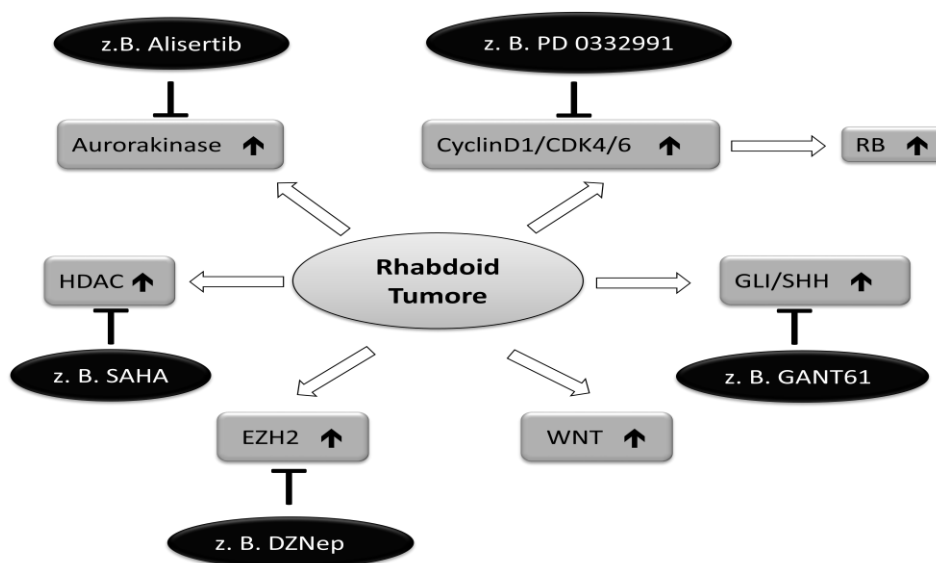 z.B. Alisertib
z. B. PD 0332991
Aurorakinase ↑
CyclinD1/CDK4/6 ↑
RB ↑
Rhabdoid
Tumore
HDAC ↑
GLI/SHH ↑
z. B. SAHA
z. B. GANT61
EZH2 ↑
WNT ↑
z. B. DZNep